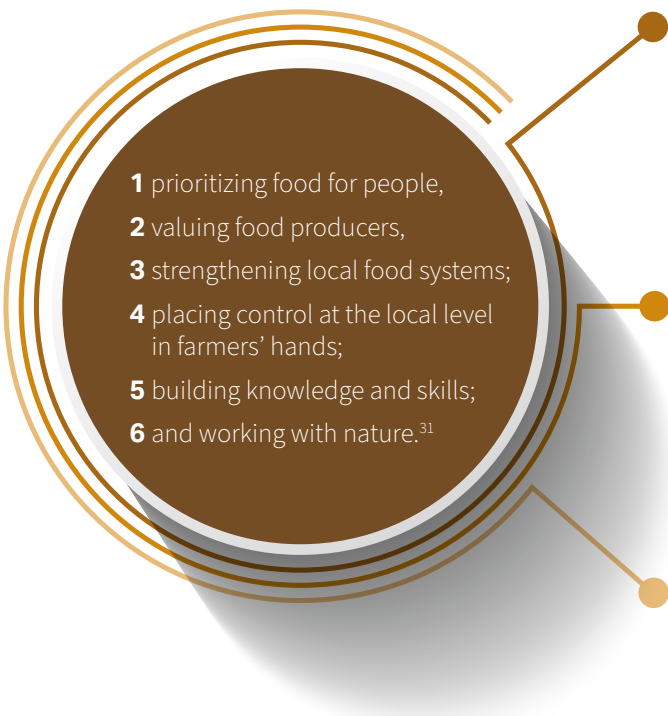 1 prioritizing food for people,
2 valuing food producers,
3 strengthening local food systems;
4 placing control at the local level
in farmers’ hands;
5 building knowledge and skills;
6 and working with nature.31